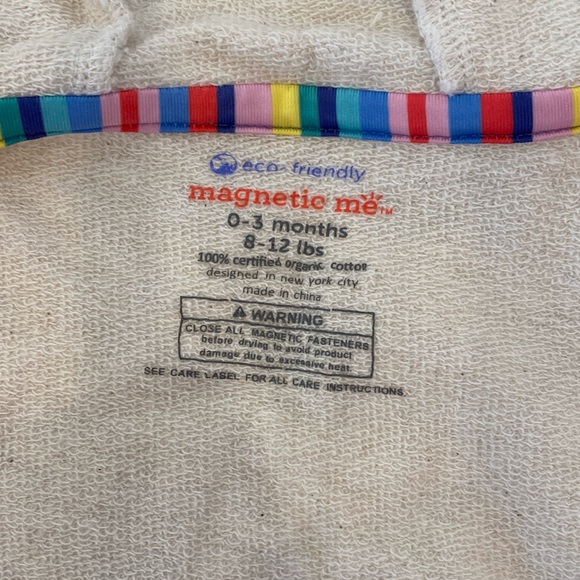 eco-friendly
magnetic me™
0-3 months
8-12 lbs
100% certified organic cotton
designed in new york city
made in china
WARNING
CLOSE ALL MAGNETIC FASTENERS
before drying to avoid product
damage due to excessive heat
SEE CARE LABEL FOR ALL CARE INSTRUCTIONS